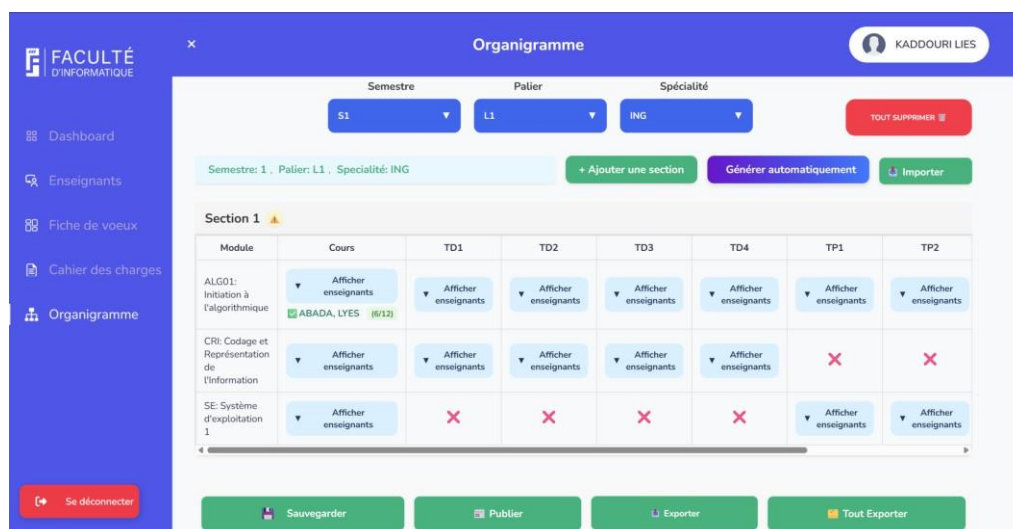 FACULTÉ
D'INFORMATIQUE
Dashboard
Enseignants
Fiche de voeux
Cahier des charges
Organigramme
Se déconnecter
Organigramme
KADDOURI LIES
Semestre Palier Spécialité
S1 L1 ING
TOUT SUPPRIMER
Semestre: 1 , Palier: L1 , Specialité: ING
+ Ajouter une section
Générer automatiquement
Importer
Section 1
Module Cours TD1 TD2 TD3 TD4 TP1 TP2
ALG01:
Initiation à
l'algorithmique
Afficher
enseignants
ABADA, LYES (6/12)
Afficher
enseignants
Afficher
enseignants
Afficher
enseignants
Afficher
enseignants
Afficher
enseignants
Afficher
enseignants
CRI: Codage et
Représentation
de
l'Information
Afficher
enseignants
Afficher
enseignants
Afficher
enseignants
Afficher
enseignants
Afficher
enseignants
SE: Système
d'exploitation
1
Afficher
enseignants
Afficher
enseignants
Afficher
enseignants
Sauvegarder
Publier
Exporter
Tout Exporter